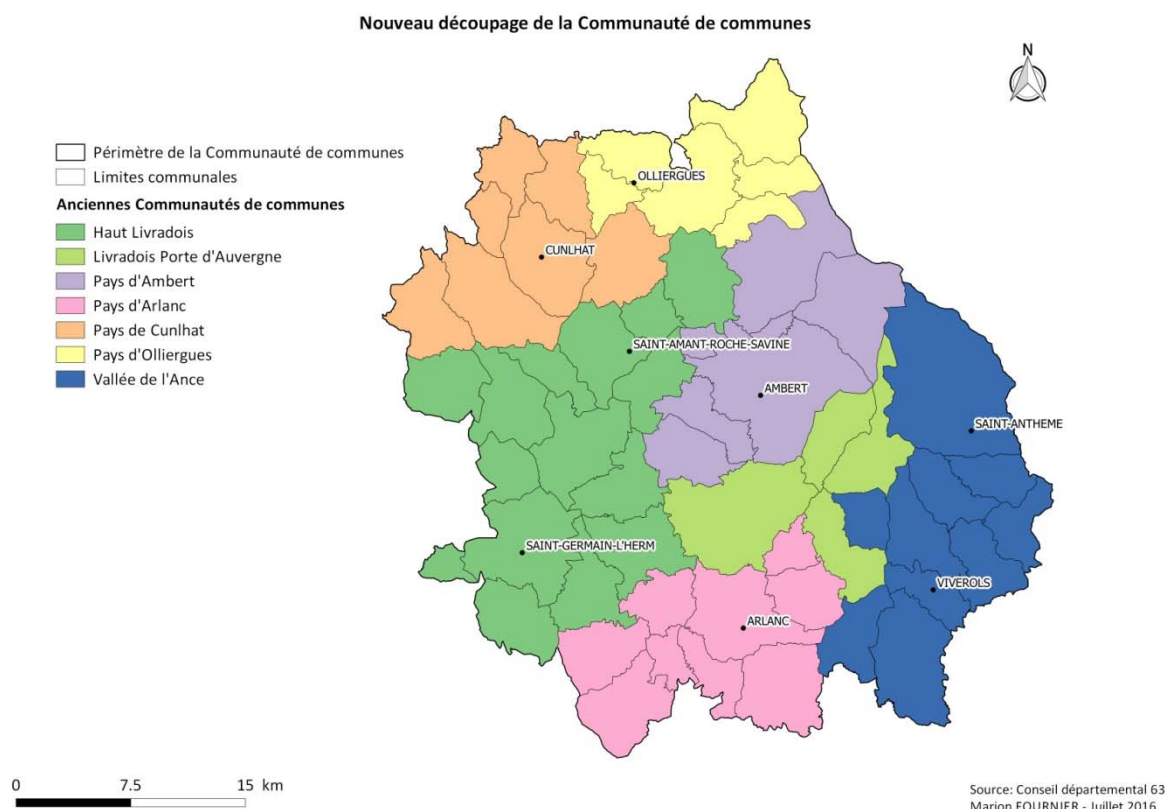 Nouveau découpage de la Communauté de communes
N
Périmètre de la Communauté de communes
Limites communales
Anciennes Communautés de communes
Haut Livradois
Livradois Porte d'Auvergne
Pays d'Ambert
Pays d'Arlanc
Pays de Cunlhat
Pays d'Olliergues
Vallée de l'Ance
OLLIERGUES
CUNLHAT
SAINT-AMANT-ROCHE-SAVINE
AMBERT
SAINT-ANTHEME
SAINT-GERMAIN-L'HERM
VIVEROLS
ARLANC
0 7.5 15 km
Source: Conseil départemental 63
Marion FOURNIER - Juillet 2016